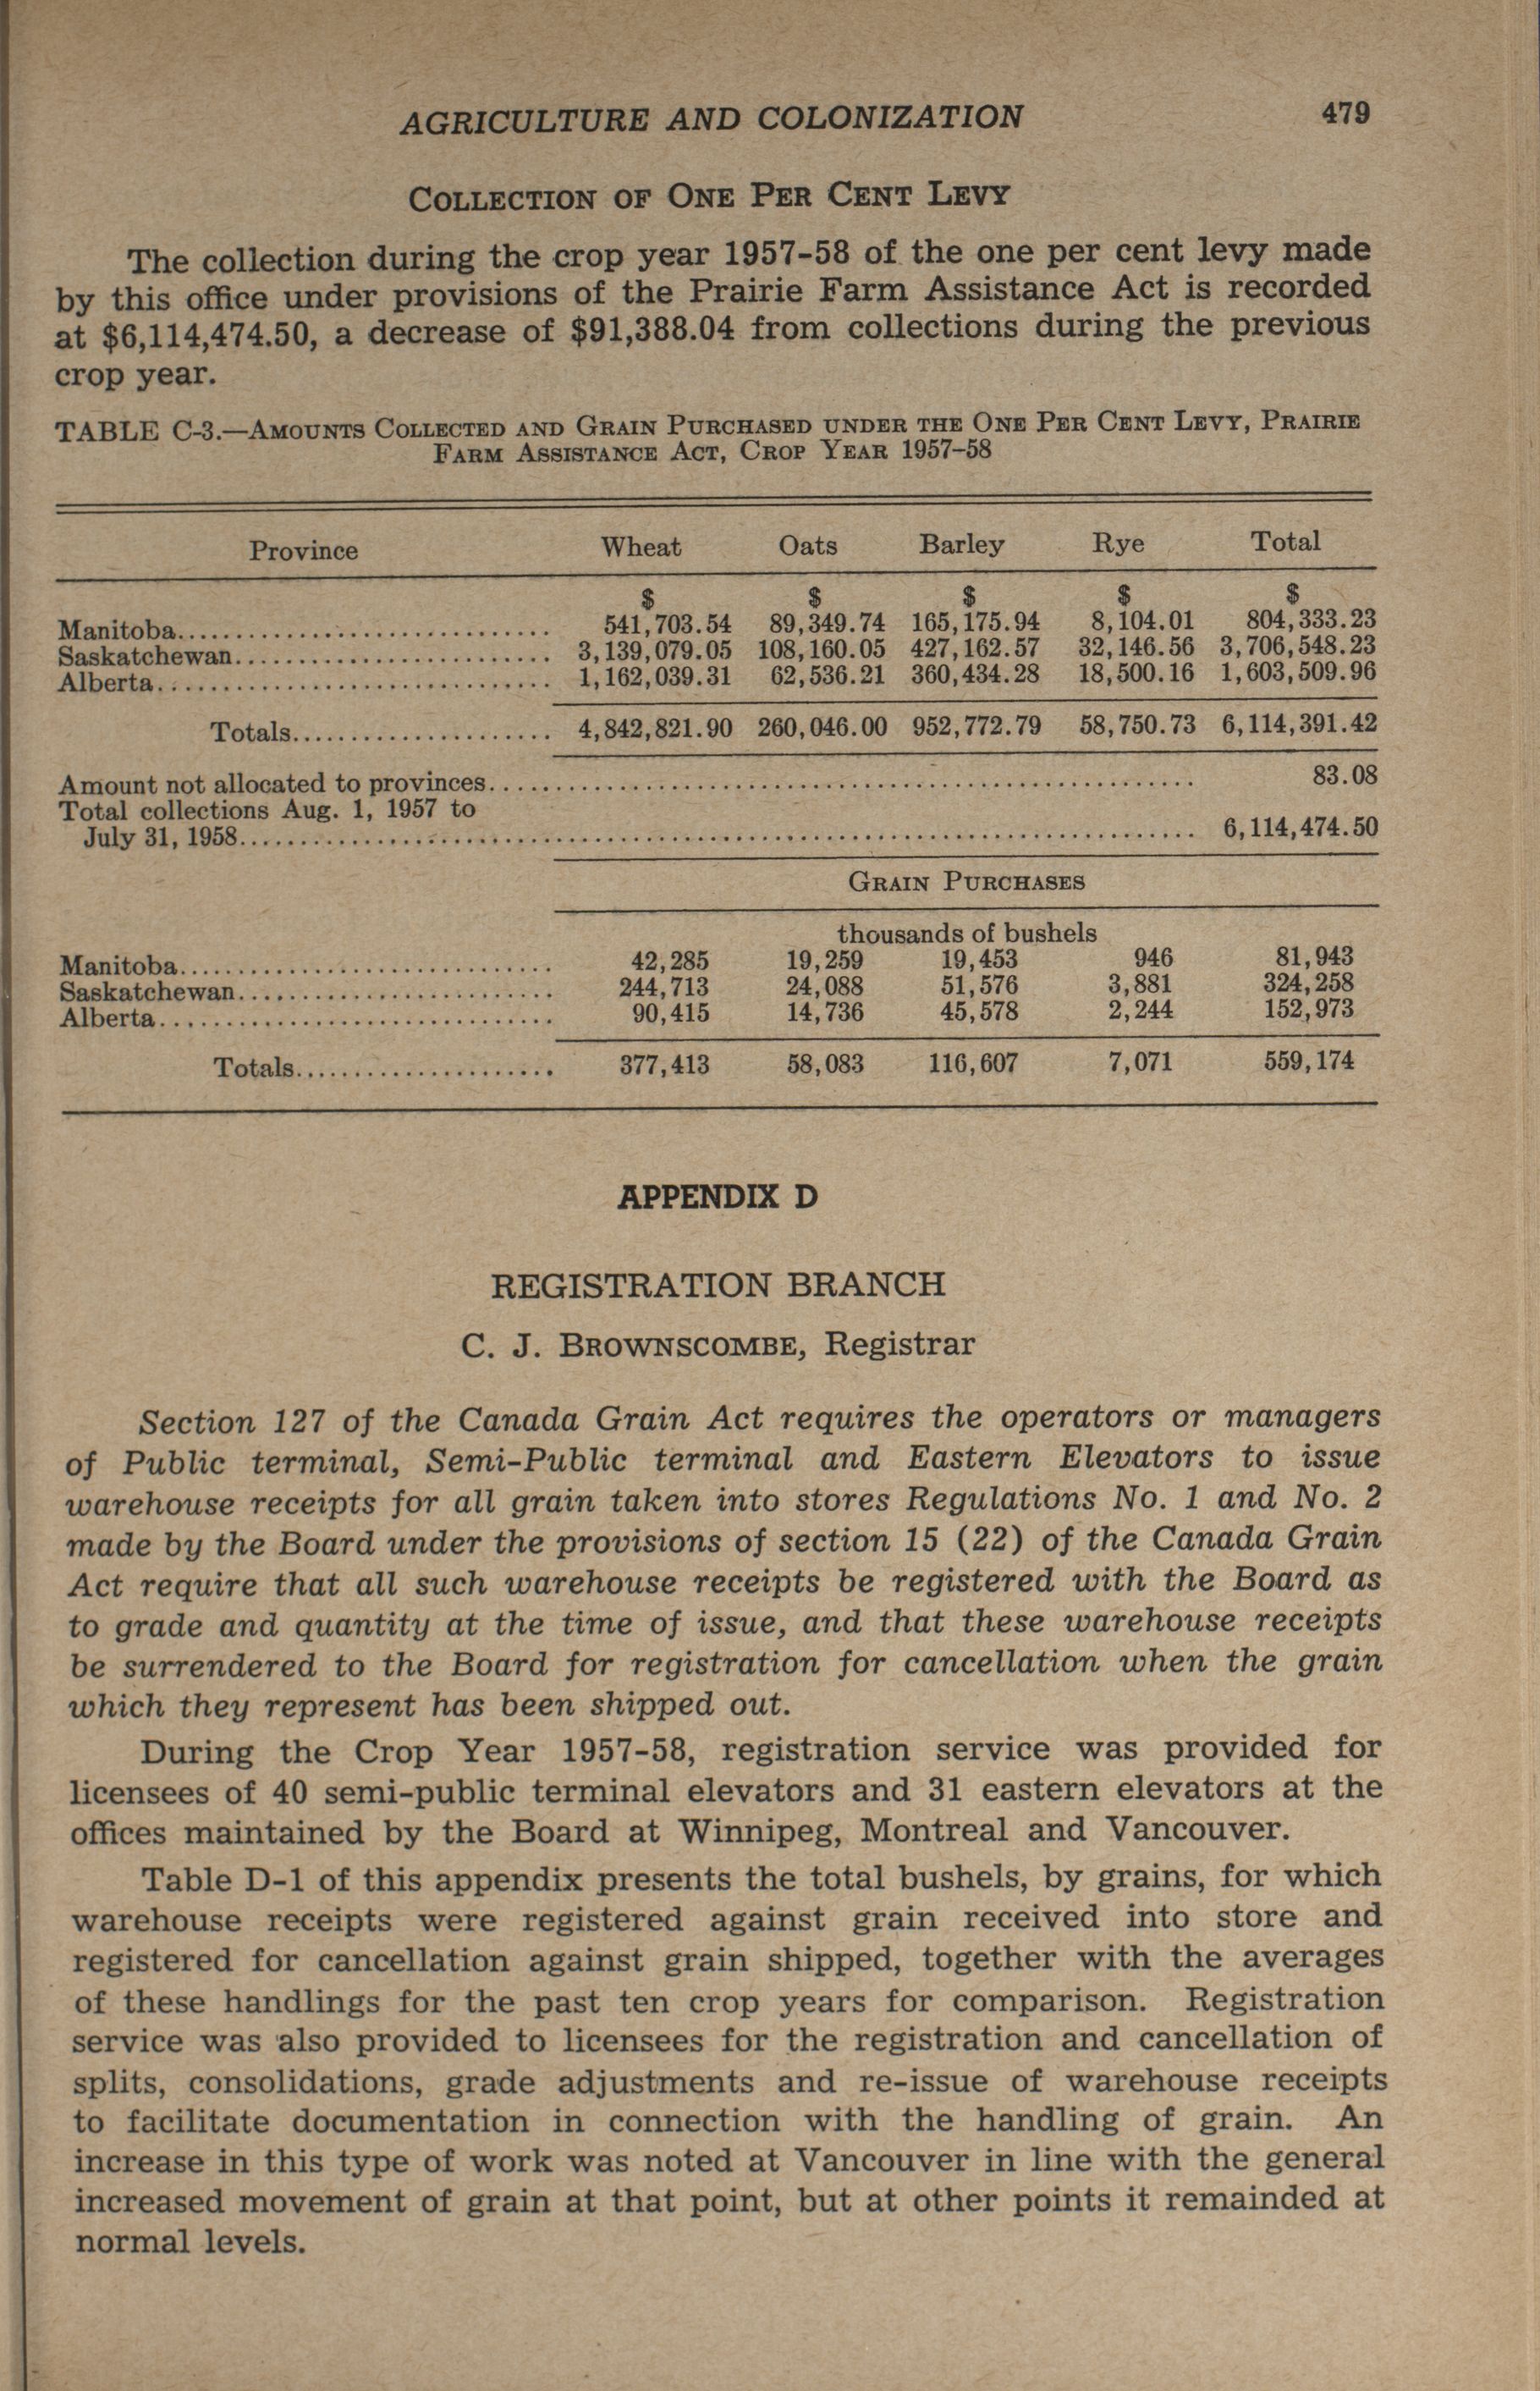 AGRICULTURE AND COLONIZATION 479
COLLECTION OF ONE PER CENT LEVY
The collection during the crop year 1957-58 of the one per cent levy made
by this office under provisions of the Prairie Farm Assistance Act is recorded
at $6,114,474.50, a decrease of $91,388.04 from collections during the previous
crop year.
TABLE C-3.—AMOUNTS COLLECTED AND GRAIN PURCHASED UNDER THE ONE PER CENT LEVY, PRAIRIE
FARM ASSISTANCE ACT, CROP YEAR 1957-58
Province Wheat Oats Barley Rye Total
$ $ $ $ $
Manitoba.............................. 541,703.54 89,349.74 165,175.94 8,104.01 804,333.23
Saskatchewan......................... 3,139,079.05 108,160.05 427,162.57 32,146.56 3,706,548.23
Alberta................................ 1,162,039.31 62,536.21 360,434.28 18,500.16 1,603,509.96
Totals..................... 4,842,821.90 260,046.00 952,772.79 58,750.73 6,114,391.42
Amount not allocated to provinces............................................................ 83.08
Total collections Aug. 1, 1957 to
July 31, 1958................................................................................ 6,114,474.50
GRAIN PURCHASES
thousands of bushels
Manitoba.............................. 42,285 19,259 19,453 946 81,943
Saskatchewan......................... 244,713 24,088 51,576 3,881 324,258
Alberta................................ 90,415 14,736 45,578 2,244 152,973
Totals..................... 377,413 58,083 116,607 7,071 559,174
APPENDIX D
REGISTRATION BRANCH
C. J. BROWNSCOMBE, Registrar
Section 127 of the Canada Grain Act requires the operators or managers
of Public terminal, Semi-Public terminal and Eastern Elevators to issue
warehouse receipts for all grain taken into stores Regulations No. 1 and No. 2
made by the Board under the provisions of section 15 (22) of the Canada Grain
Act require that all such warehouse receipts be registered with the Board as
to grade and quantity at the time of issue, and that these warehouse receipts
be surrendered to the Board for registration for cancellation when the grain
which they represent has been shipped out.
During the Crop Year 1957-58, registration service was provided for
licensees of 40 semi-public terminal elevators and 31 eastern elevators at the
offices maintained by the Board at Winnipeg, Montreal and Vancouver.
Table D-1 of this appendix presents the total bushels, by grains, for which
warehouse receipts were registered against grain received into store and
registered for cancellation against grain shipped, together with the averages
of these handlings for the past ten crop years for comparison. Registration
service was also provided to licensees for the registration and cancellation of
splits, consolidations, grade adjustments and re-issue of warehouse receipts
to facilitate documentation in connection with the handling of grain. An
increase in this type of work was noted at Vancouver in line with the general
increased movement of grain at that point, but at other points it remainded at
normal levels.